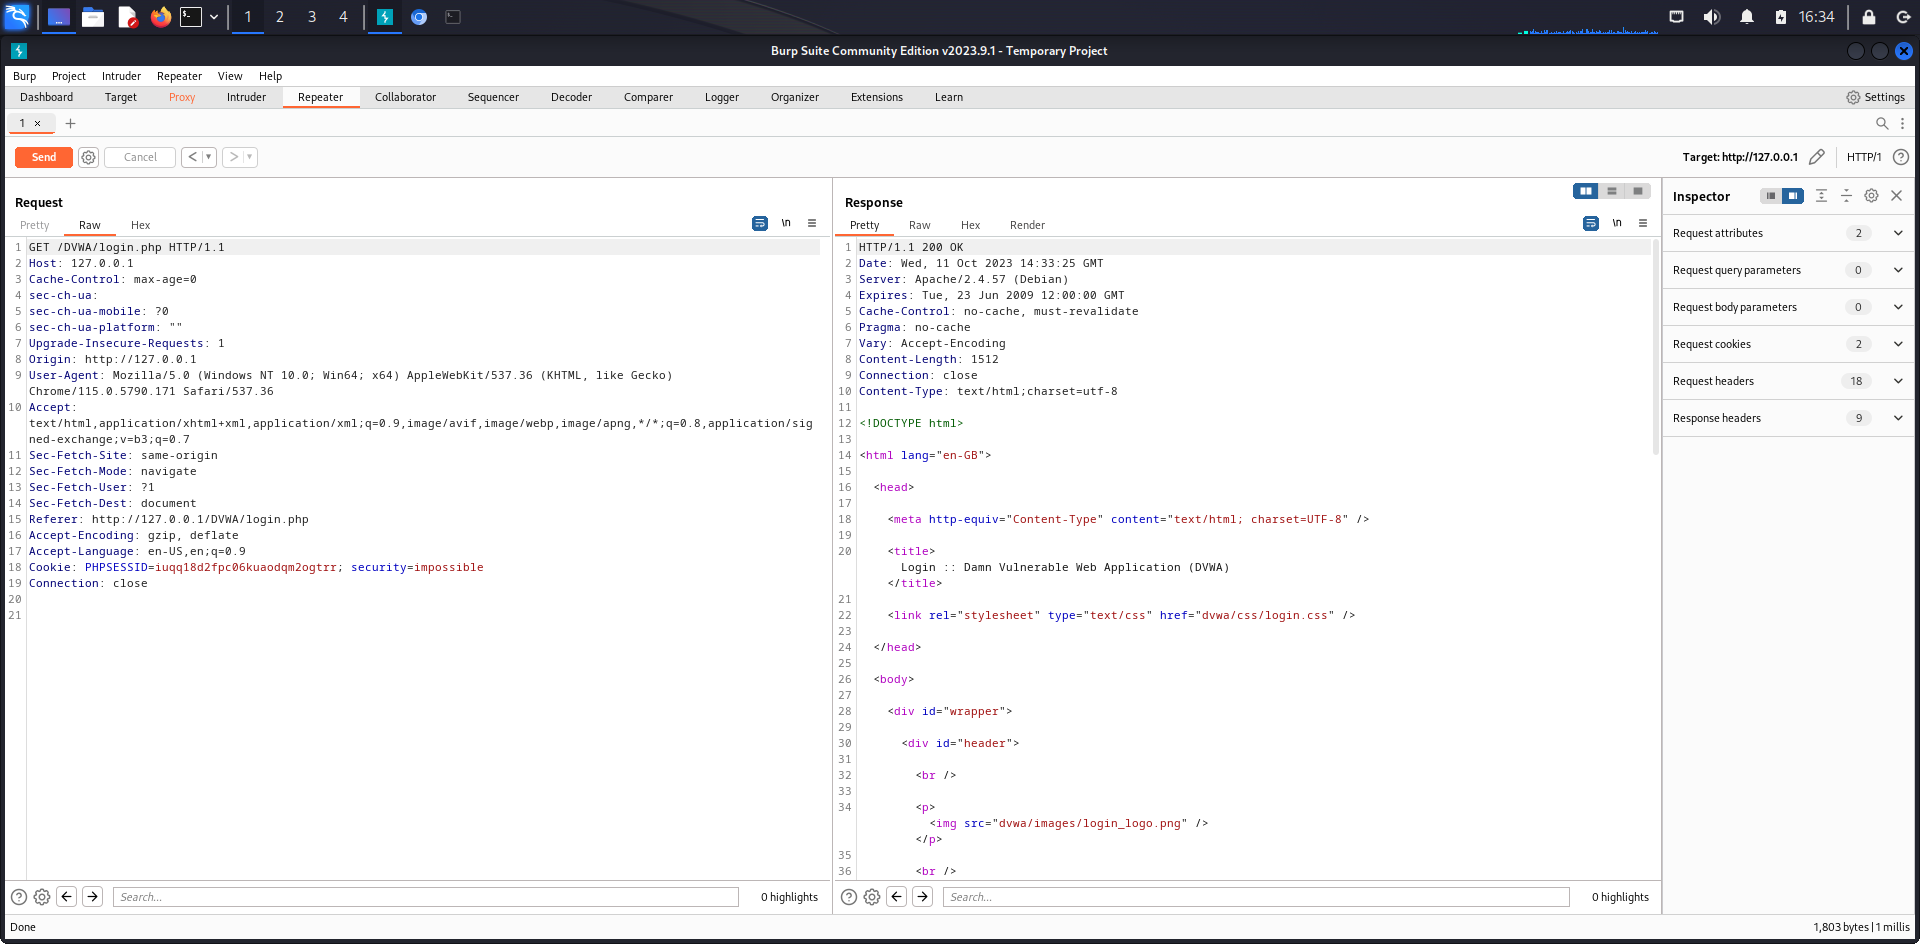 1 2 3 4 16:34
Burp Suite Community Edition v2023.9.1 - Temporary Project
Burp Project Intruder Repeater View Help
Dashboard Target Proxy Intruder Repeater Collaborator Sequencer Decoder Comparer Logger Organizer Extensions Learn Settings
1 × +
Send Cancel < > Target: http://127.0.0.1 HTTP/1 ?
Request
Pretty Raw Hex \n
1 GET /DVWA/login.php HTTP/1.1
2 Host: 127.0.0.1
3 Cache-Control: max-age=0
4 sec-ch-ua:
5 sec-ch-ua-mobile: ?0
6 sec-ch-ua-platform: ""
7 Upgrade-Insecure-Requests: 1
8 Origin: http://127.0.0.1
9 User-Agent: Mozilla/5.0 (Windows NT 10.0; Win64; x64) AppleWebKit/537.36 (KHTML, like Gecko)
Chrome/115.0.5790.171 Safari/537.36
10 Accept:
text/html,application/xhtml+xml,application/xml;q=0.9,image/avif,image/webp,image/apng,*/*;q=0.8,application/sig
ned-exchange;v=b3;q=0.7
11 Sec-Fetch-Site: same-origin
12 Sec-Fetch-Mode: navigate
13 Sec-Fetch-User: ?1
14 Sec-Fetch-Dest: document
15 Referer: http://127.0.0.1/DVWA/login.php
16 Accept-Encoding: gzip, deflate
17 Accept-Language: en-US,en;q=0.9
18 Cookie: PHPSESSID=iuqq18d2fpc06kuaodqm2ogtrr; security=impossible
19 Connection: close
20
21
? Search... 0 highlights
Response
Pretty Raw Hex Render \n
1 HTTP/1.1 200 OK
2 Date: Wed, 11 Oct 2023 14:33:25 GMT
3 Server: Apache/2.4.57 (Debian)
4 Expires: Tue, 23 Jun 2009 12:00:00 GMT
5 Cache-Control: no-cache, must-revalidate
6 Pragma: no-cache
7 Vary: Accept-Encoding
8 Content-Length: 1512
9 Connection: close
10 Content-Type: text/html;charset=utf-8
11
12 <!DOCTYPE html>
13
14 <html lang="en-GB">
15
16 <head>
17
18 <meta http-equiv="Content-Type" content="text/html; charset=UTF-8" />
19
20 <title>
Login :: Damn Vulnerable Web Application (DVWA)
</title>
21
22 <link rel="stylesheet" type="text/css" href="dvwa/css/login.css" />
23
24 </head>
25
26 <body>
27
28 <div id="wrapper">
29
30 <div id="header">
31
32 <br />
33
34 <p>
<img src="dvwa/images/login_logo.png" />
</p>
35
36 <br />
? Search... 0 highlights
Inspector
Request attributes 2
Request query parameters 0
Request body parameters 0
Request cookies 2
Request headers 18
Response headers 9
Done 1,803 bytes | 1 millis